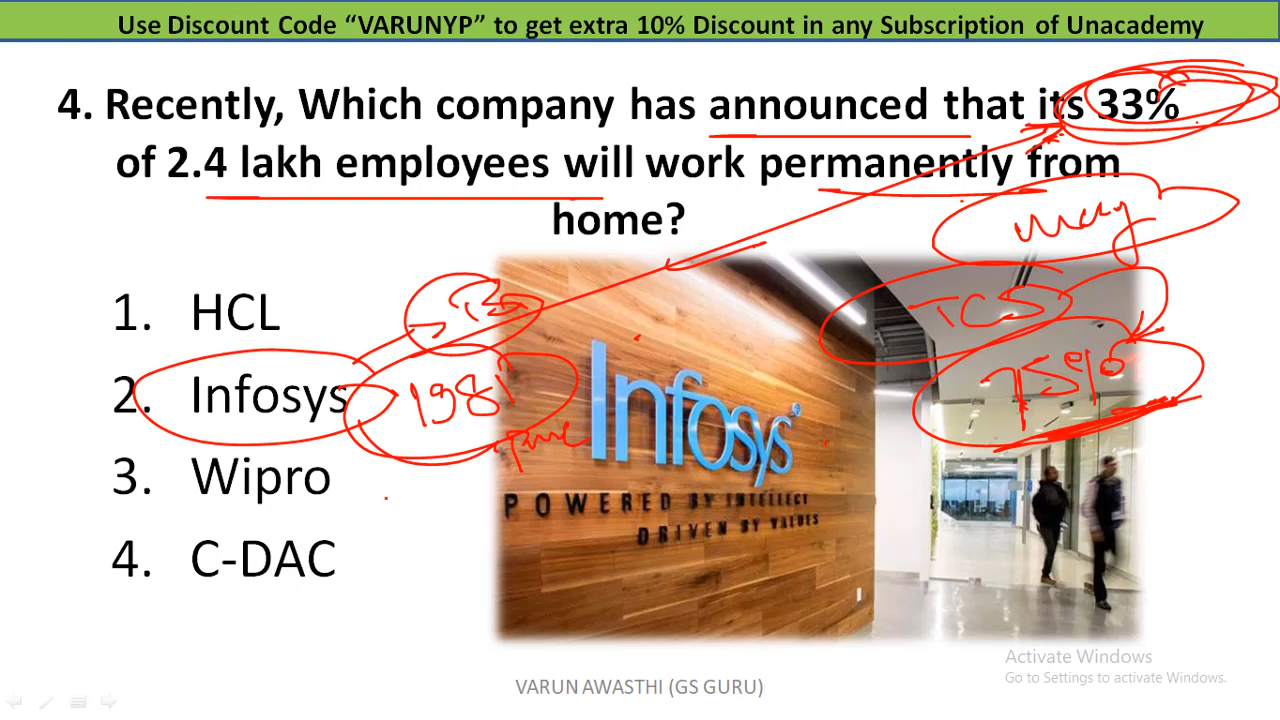 Use Discount Code “VARUNYP” to get extra 10% Discount in any Subscription of Unacademy
4. Recently, Which company has announced that its 33%
of 2.4 lakh employees will work permanently from
home?
1. HCL
2. Infosys
3. Wipro
4. C-DAC
1981
TCS
75%
Infosys
POWERED BY INTELLECT
DRIVEN BY VALUES
Activate Windows
Go to Settings to activate Windows.
VARUN AWASTHI (GS GURU)